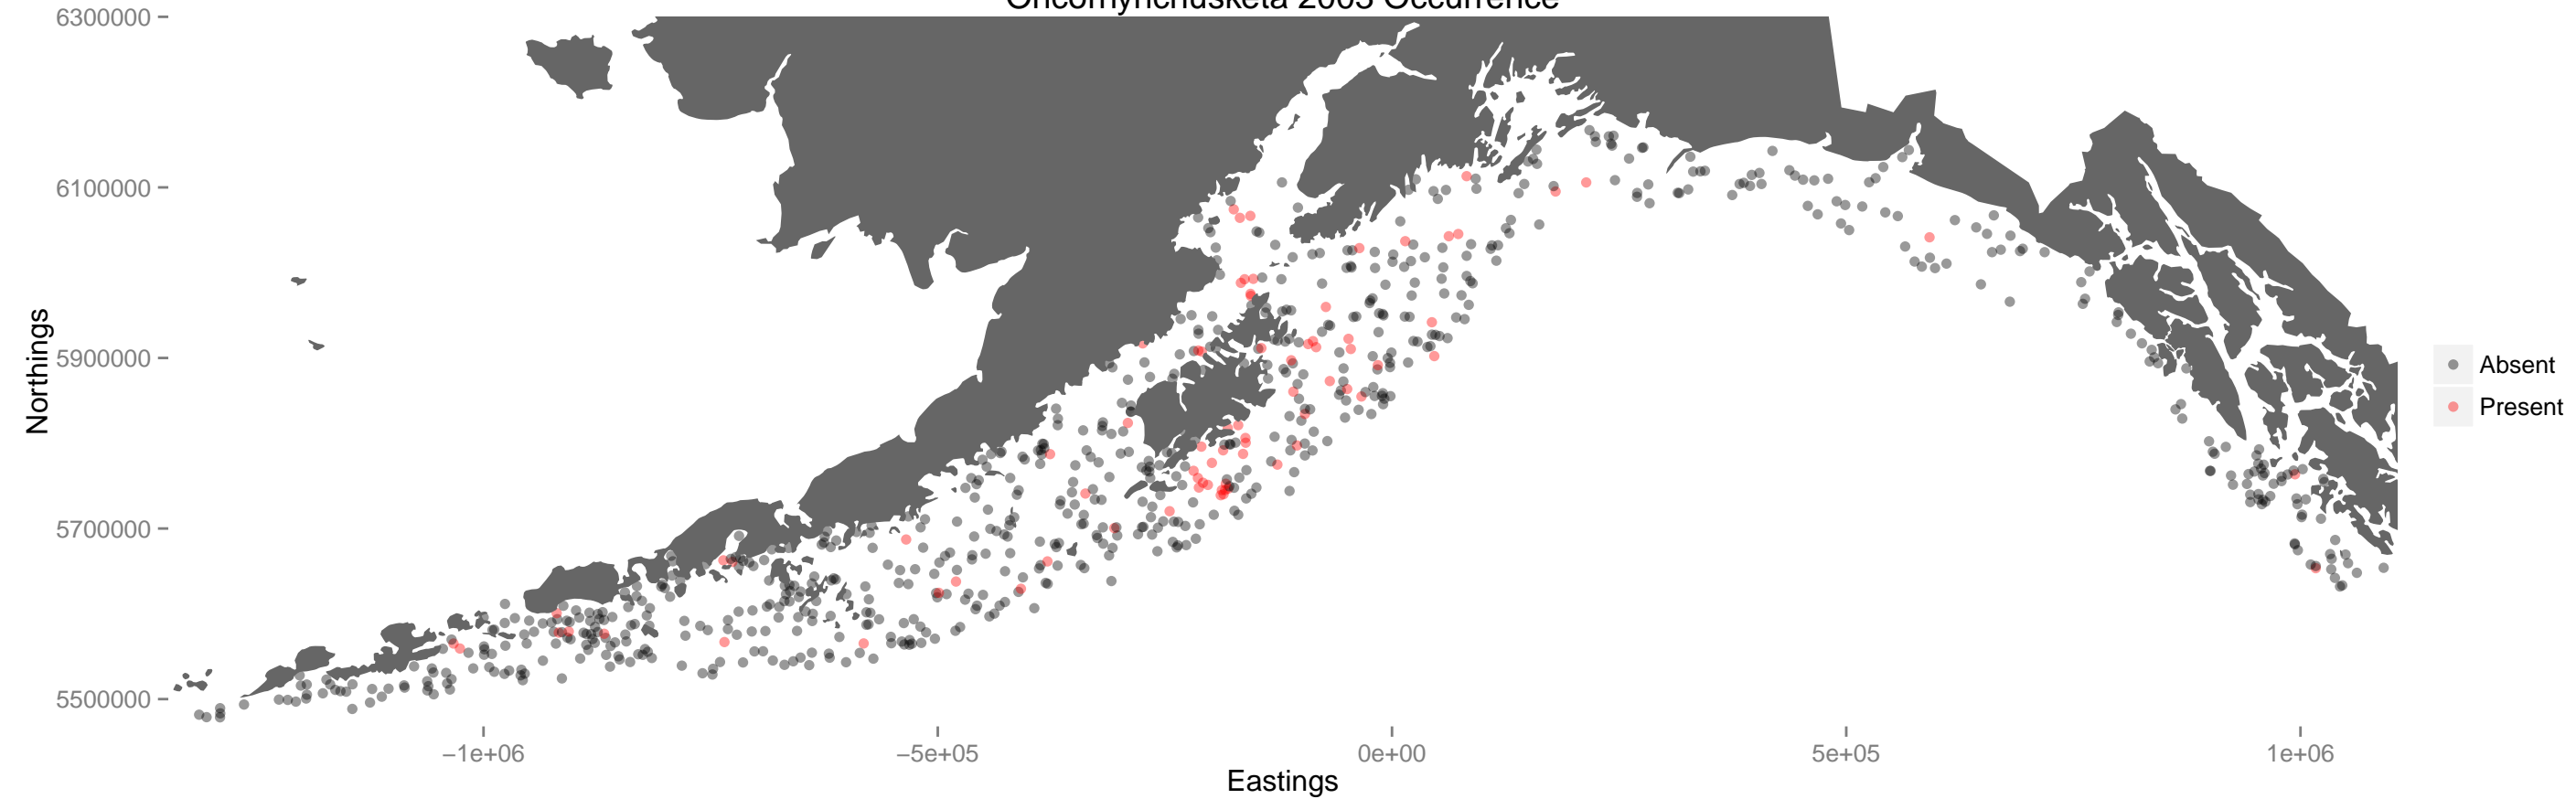 Oncorhynchusketa Occurrence
6300000
6100000
5900000
5700000
5500000
Northings
−1e+06
−5e+05
0e+00
5e+05
1e+06
Eastings
Absent
Present